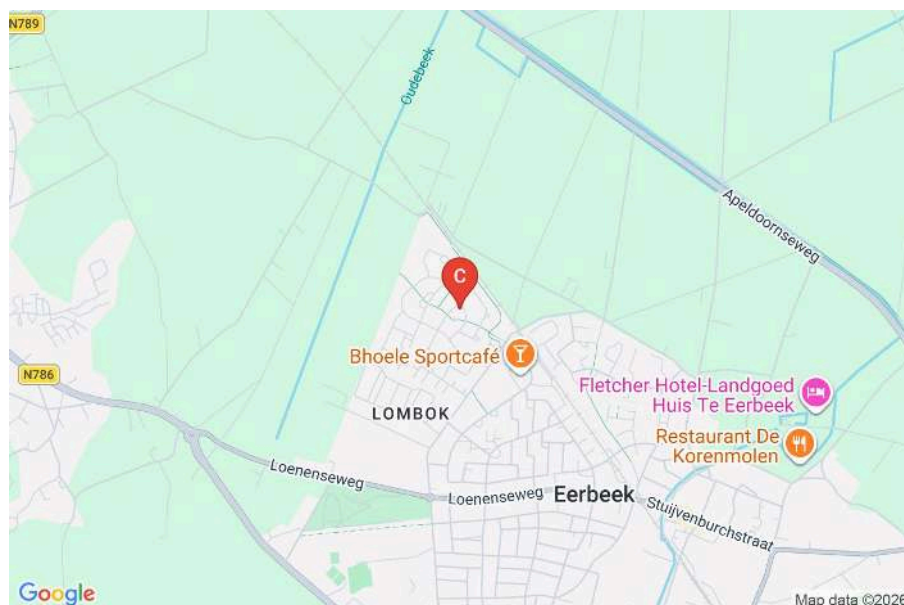 N789
Oudebeek
Apeldoornseweg
C
Bhoele Sportcafé
N786
Fletcher Hotel-Landgoed
Huis Te Eerbeek
LOMBOK
Restaurant De
Korenmolen
Loenenseweg
Loenenseweg
Eerbeek
Stuijvenburchstraat
Google
Map data ©2026